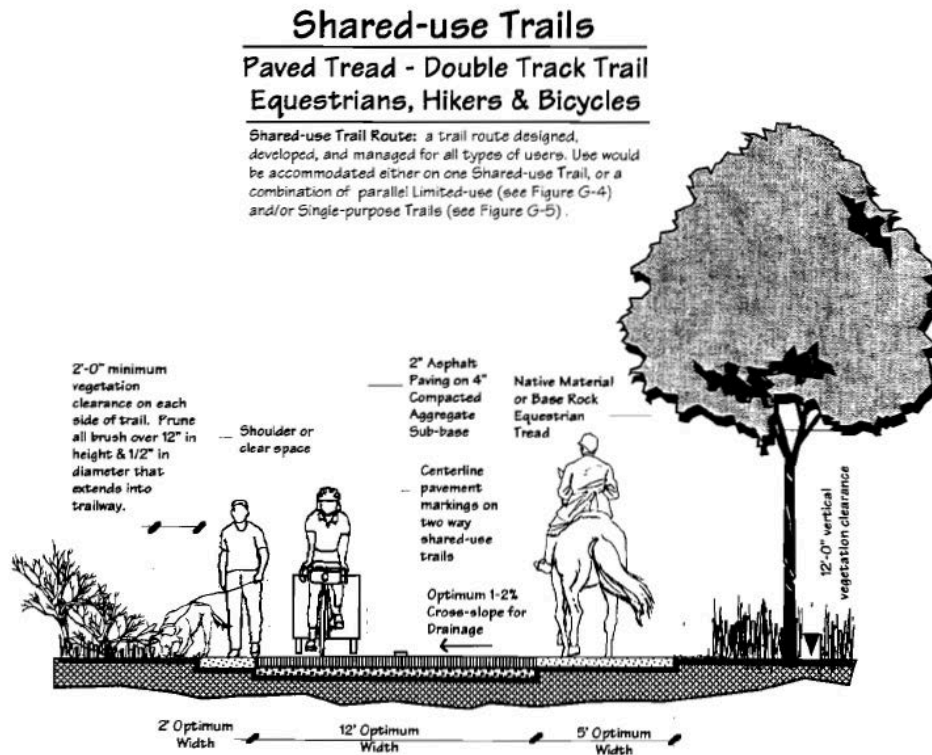 Shared-use Trails
Paved Tread - Double Track Trail
Equestrians, Hikers & Bicycles
Shared-use Trail Route: a trail route designed,
developed, and managed for all types of users. Use would
be accommodated either on one Shared-use Trail, or a
combination of parallel Limited-use (see Figure G-4)
and/or Single-purpose Trails (see Figure G-5).
2'-0" minimum
vegetation
clearance on each
side of trail. Prune
all brush over 12" in
height & 1/2" in
diameter that
extends into
trailway.
Shoulder or
clear space
2" Asphalt
Paving on 4"
Compacted
Aggregate
Sub-base
Native Material
or Base Rock
Equestrian
Tread
Centerline
pavement
markings on
two way
shared-use
trails
Optimum 1-2%
Cross-slope for
Drainage
12'-0" vertical
vegetation clearance
2' Optimum
Width
12' Optimum
Width
5' Optimum
Width